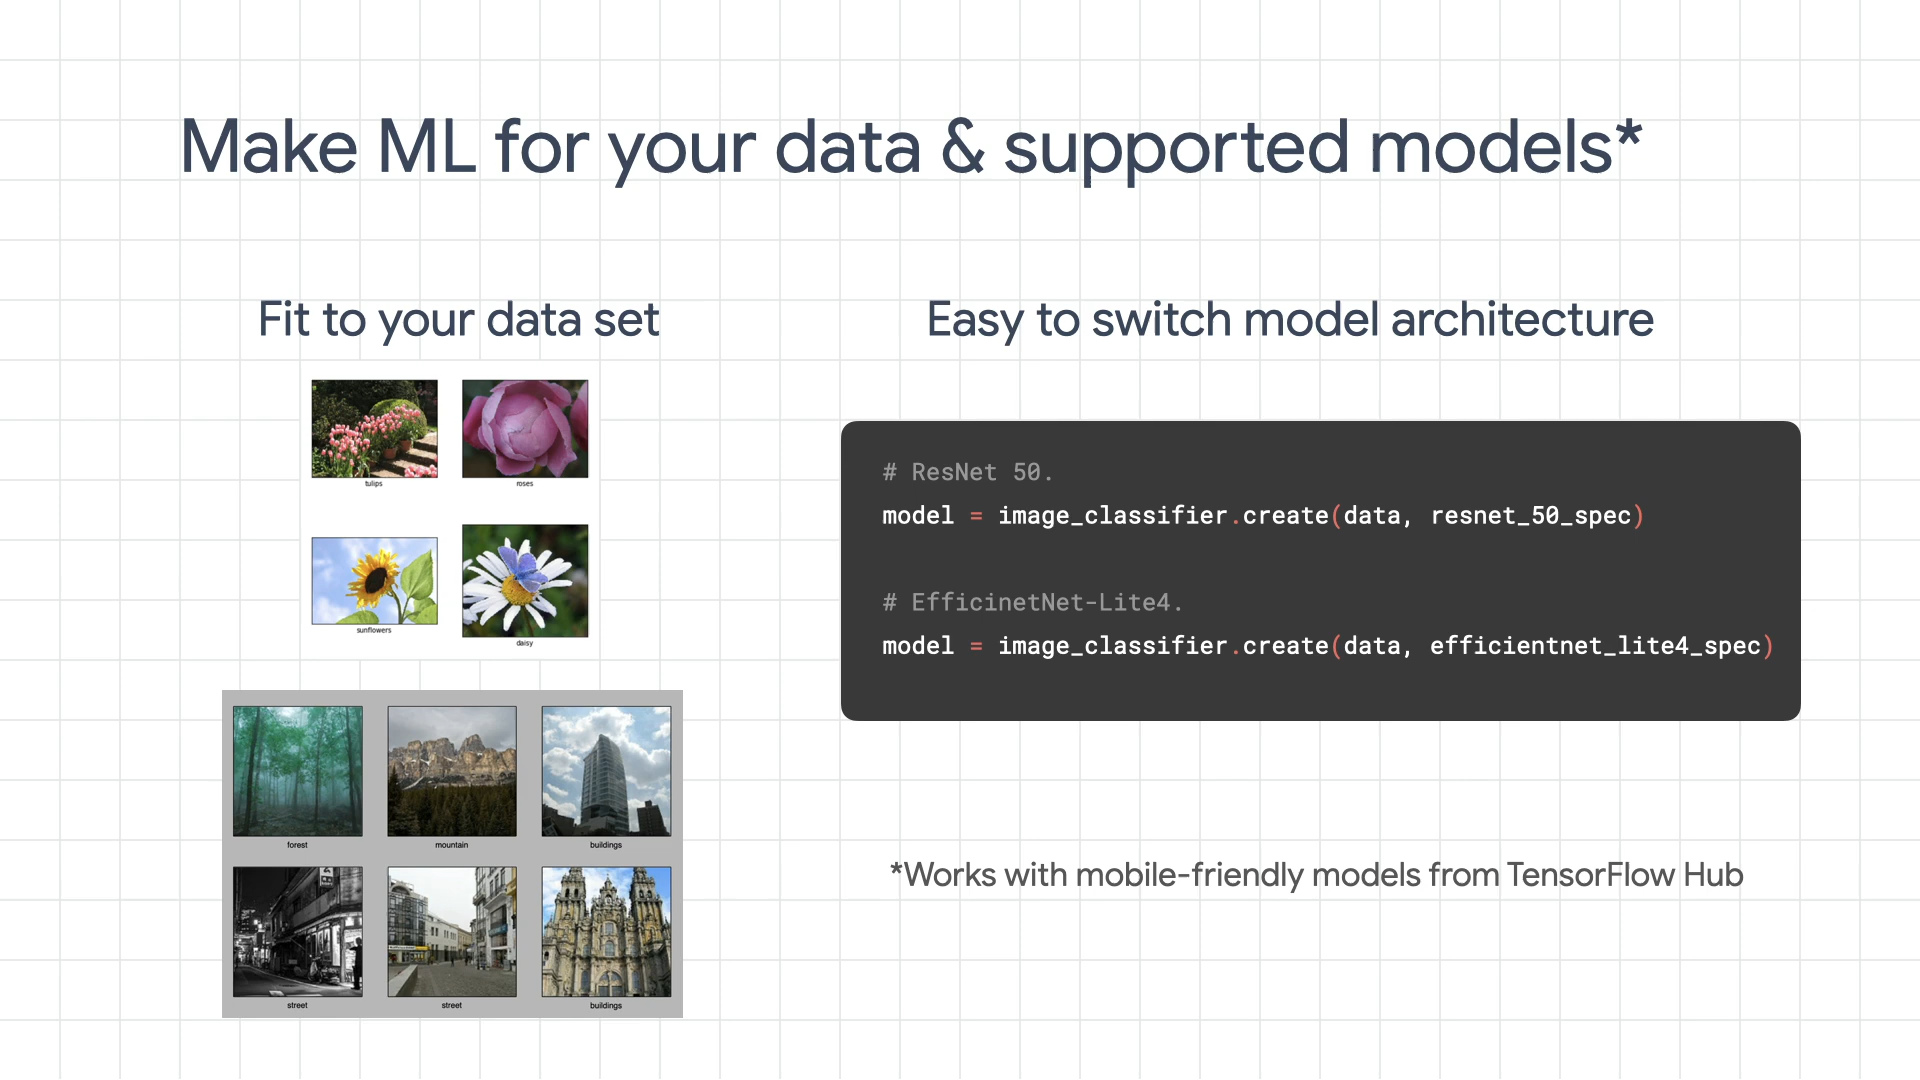 Make ML for your data & supported models*
Fit to your data set
tulips
roses
sunflowers
daisy
forest
mountain
buildings
street
street
buildings
Easy to switch model architecture
# ResNet 50.
model = image_classifier.create(data, resnet_50_spec)
# EfficinetNet-Lite4.
model = image_classifier.create(data, efficientnet_lite4_spec)
*Works with mobile-friendly models from TensorFlow Hub